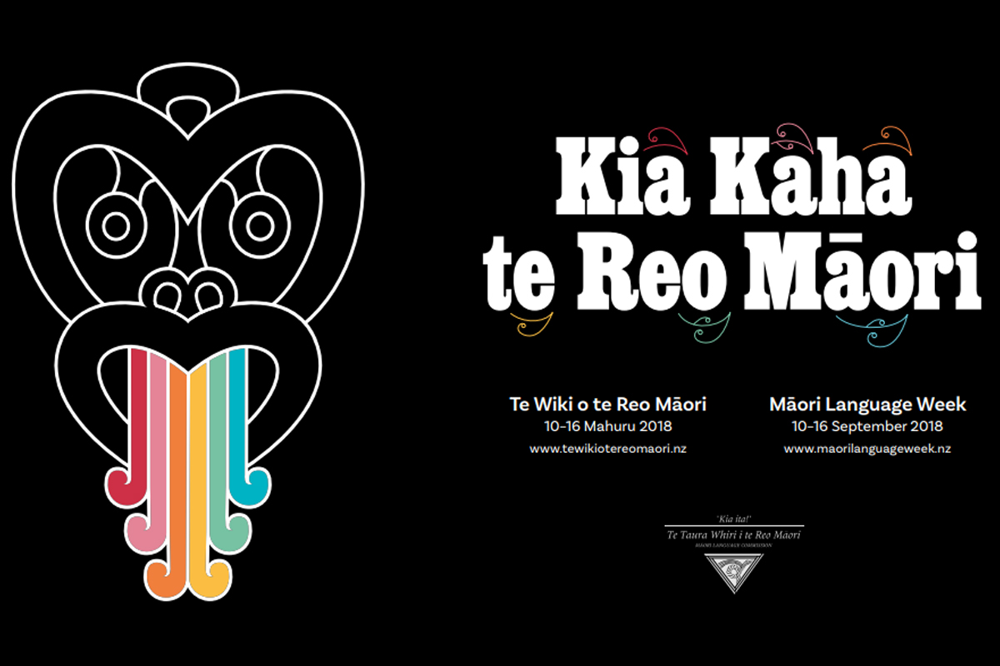 Kia Kaha
te Reo Māori
Te Wiki o te Reo Māori
10-16 Mahuru 2018
www.tewikiotereomaori.nz
Māori Language Week
10-16 September 2018
www.maorilanguageweek.nz
'Kia ita!'
Te Taura Whiri i te Reo Māori
MĀORI LANGUAGE COMMISSION